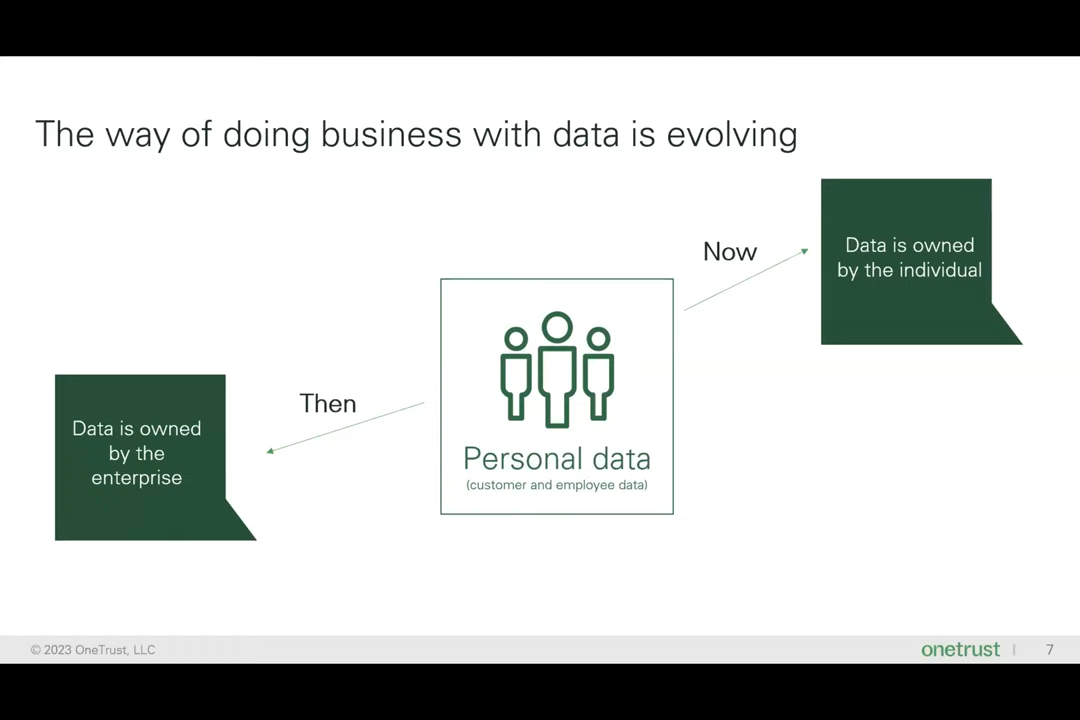 The way of doing business with data is evolving
Now
Data is owned
by the individual
Then
Data is owned
by the
enterprise
Personal data
(customer and employee data)
© 2023 OneTrust, LLC
onetrust
7